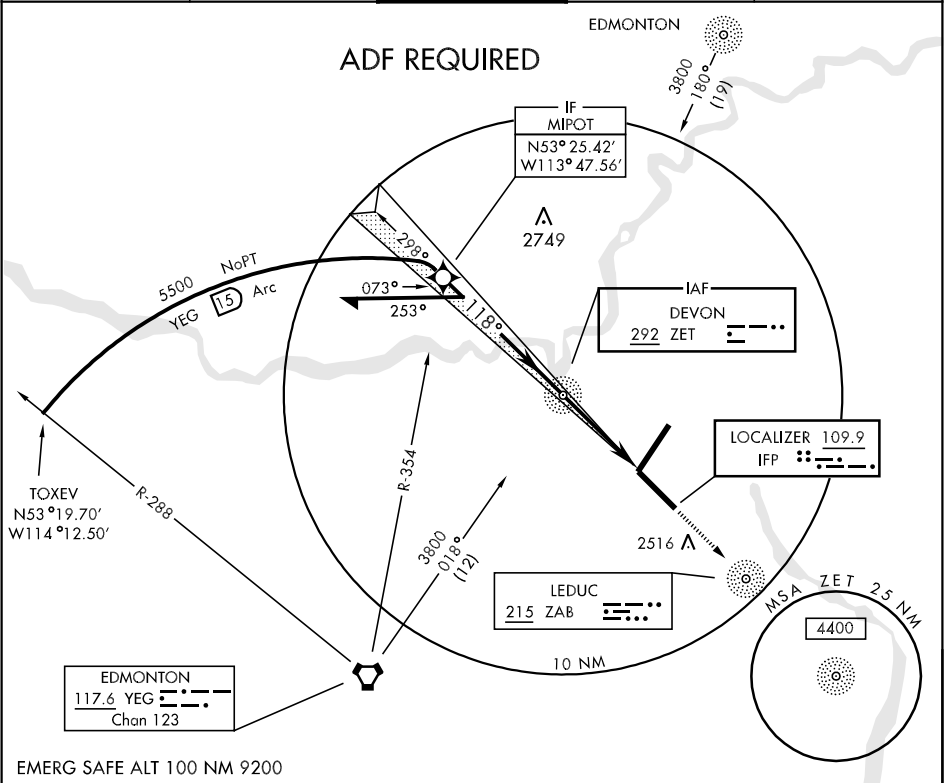 EDMONTON
ADF REQUIRED
3800
180°
(19)
IF
MIPOT
N53° 25.42'
W113° 47.56'
2749
298°
5500 NoPT
YEG 15 Arc
073°
253°
118°
IAF
DEVON
292 ZET
LOCALIZER 109.9
IFP
TOXEV
N53°19.70'
W114°12.50'
R-288
R-354
3800
018°
(12)
2516
LEDUC
215 ZAB
MSA ZET 25 NM
4400
10 NM
EDMONTON
117.6 YEG
Chan 123
EMERG SAFE ALT 100 NM 9200